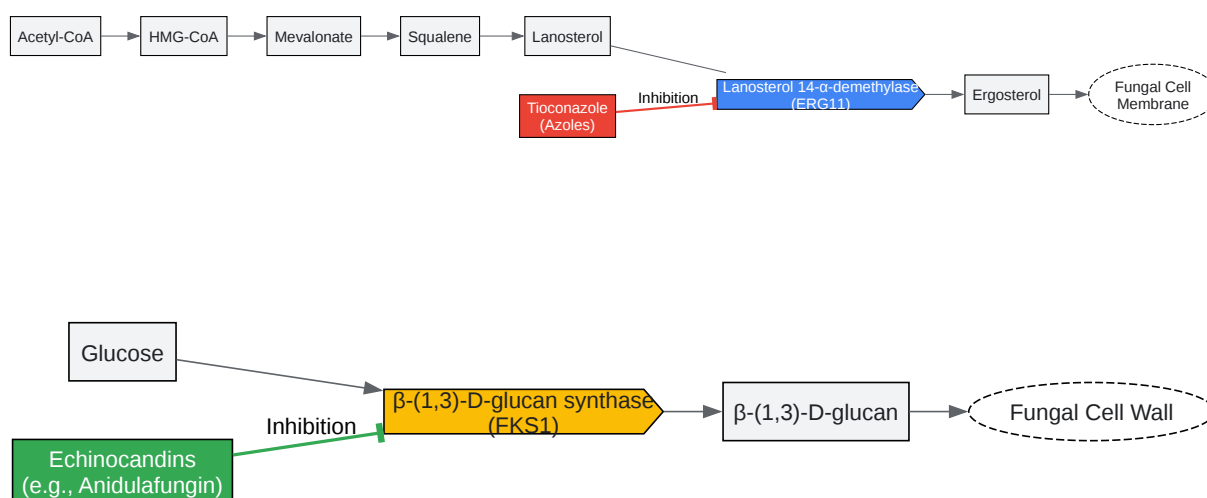 Acetyl-CoA
HMG-CoA
Mevalonate
Squalene
Lanosterol
Tioconazole
(Azoles)
Inhibition
Lanosterol 14-α-demethylase
(ERG11)
Ergosterol
Fungal Cell
Membrane
Glucose
Echinocandins
(e.g., Anidulafungin)
Inhibition
β-(1,3)-D-glucan synthase
(FKS1)
β-(1,3)-D-glucan
Fungal Cell Wall